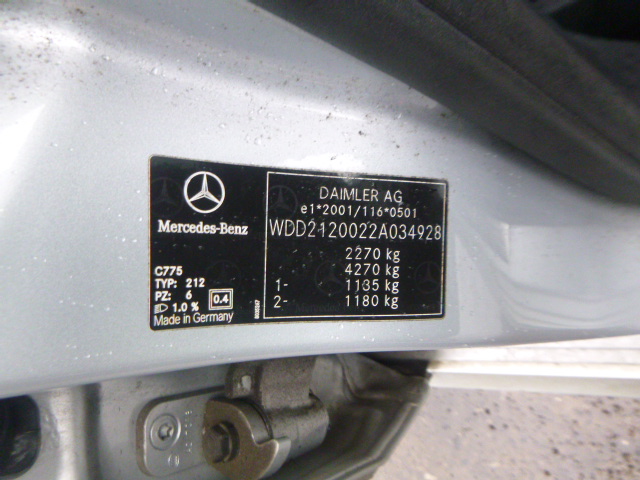 Mercedes-Benz
C775
TYP: 212
PZ: 6
0.4
1.0 %
Made in Germany
DAIMLER AG
e1*2001/116*0501
WDD2120022A034928
2270 kg
4270 kg
1- 1135 kg
2- 1180 kg